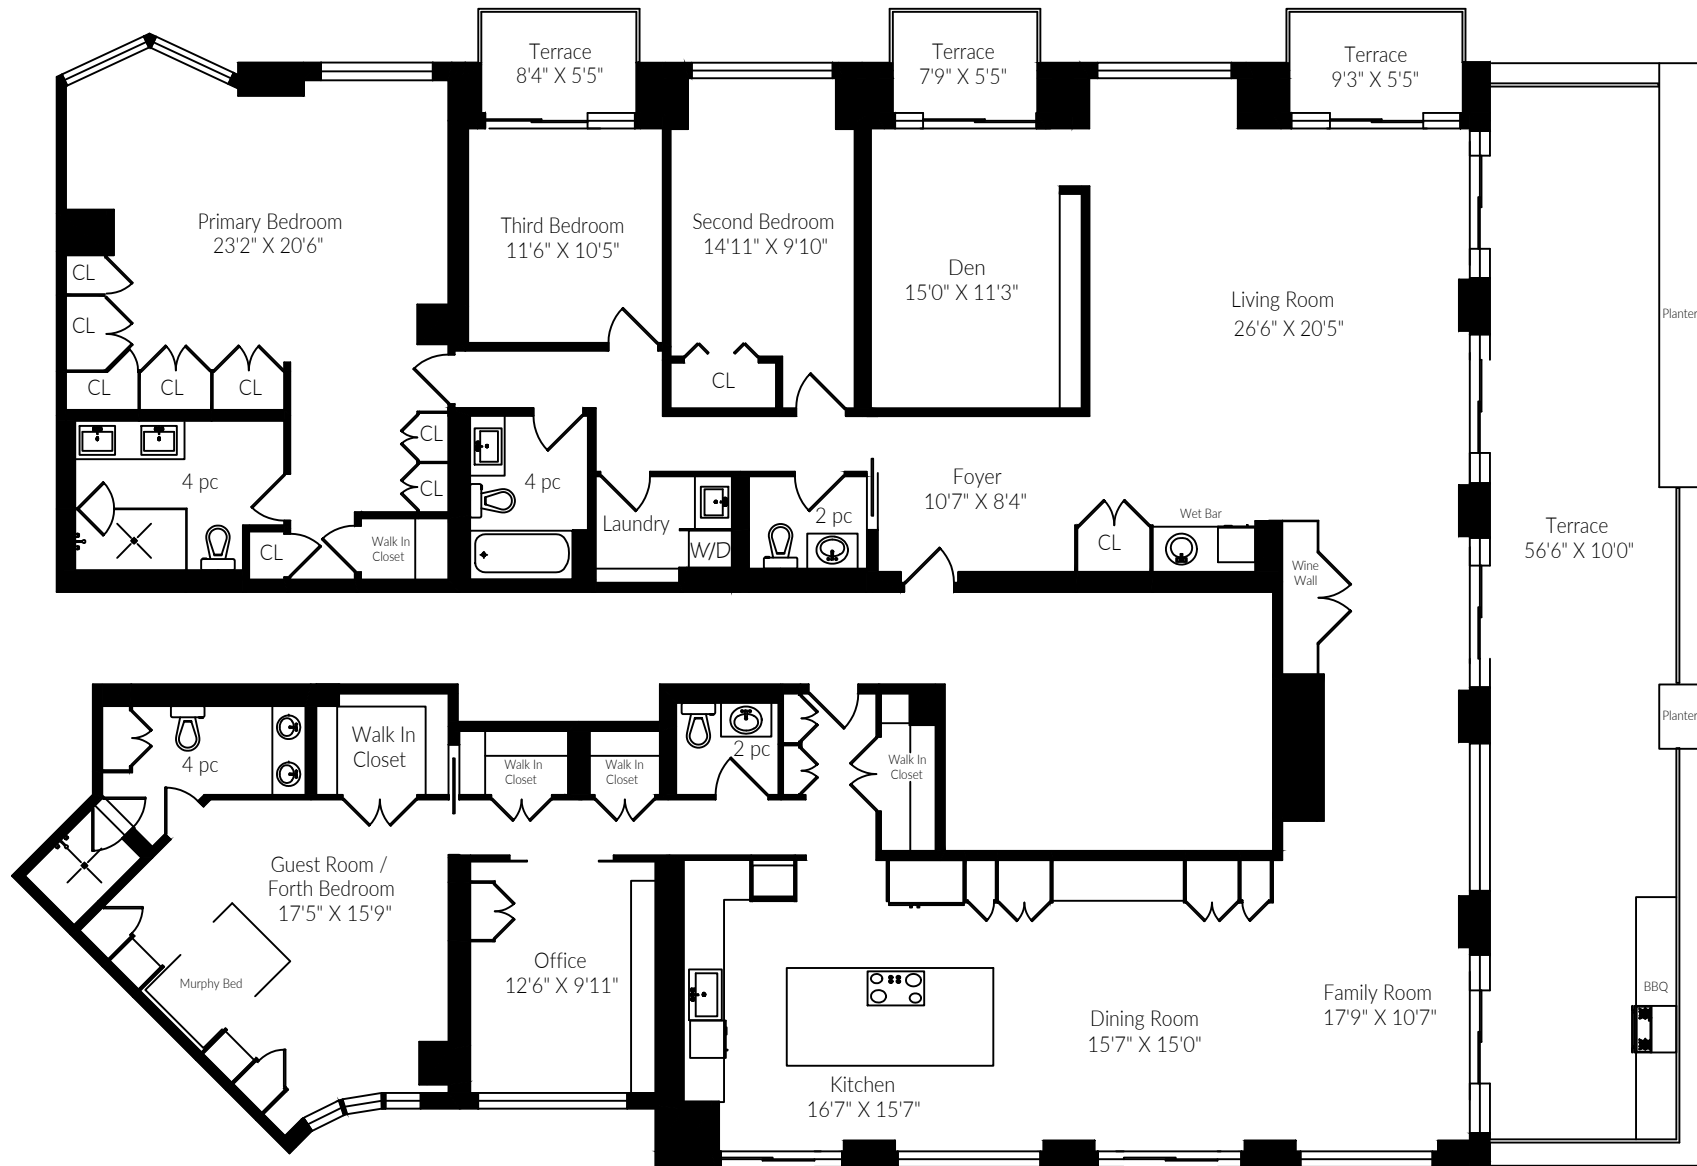 Terrace
8'4" X 5'5"
Terrace
7'9" X 5'5"
Terrace
9'3" X 5'5"
Primary Bedroom
23'2" X 20'6"
Third Bedroom
11'6" X 10'5"
Second Bedroom
14'11" X 9'10"
Den
15'0" X 11'3"
Living Room
26'6" X 20'5"
Planter
CL
CL
CL
CL
CL
CL
CL
CL
4 pc
CL
Walk In
Closet
4 pc
Laundry
W/D
2 pc
Foyer
10'7" X 8'4"
CL
Wet Bar
Wine
Wall
Terrace
56'6" X 10'0"
Planter
4 pc
Walk In
Closet
Walk In
Closet
Walk In
Closet
2 pc
Walk In
Closet
Guest Room /
Forth Bedroom
17'5" X 15'9"
Murphy Bed
Office
12'6" X 9'11"
Kitchen
16'7" X 15'7"
Dining Room
15'7" X 15'0"
Family Room
17'9" X 10'7"
BBQ